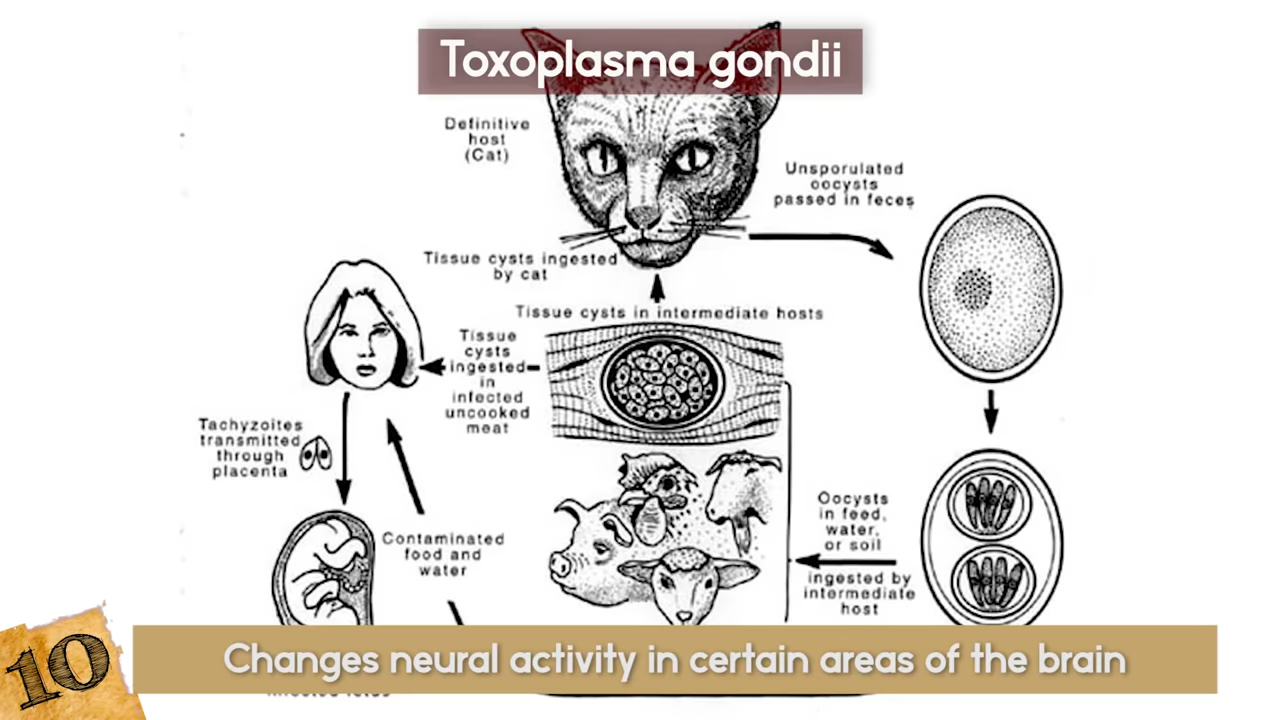 Toxoplasma gondii
Definitive
host
(Cat)
Unsporulated
oocysts
passed in feces
Tissue cysts ingested
by cat
Tissue cysts in intermediate hosts
Tissue
cysts
ingested
in
infected
uncooked
meat
Tachyzoites
transmitted
through
placenta
Contaminated
food and
water
Oocysts
in feed,
water,
or soil
ingested by
intermediate
host
10
Changes neural activity in certain areas of the brain